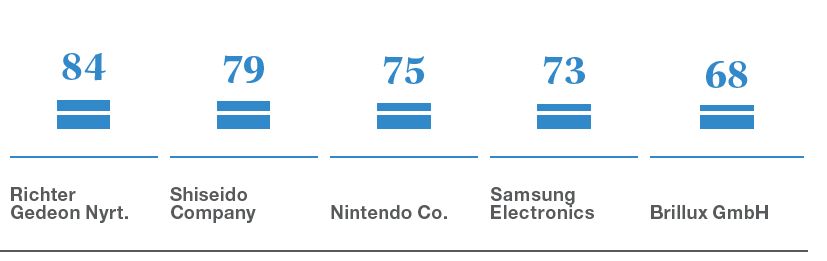 84
79
75
73
68
Richter
Gedeon Nyrt.
Shiseido
Company
Nintendo Co.
Samsung
Electronics
Brillux GmbH